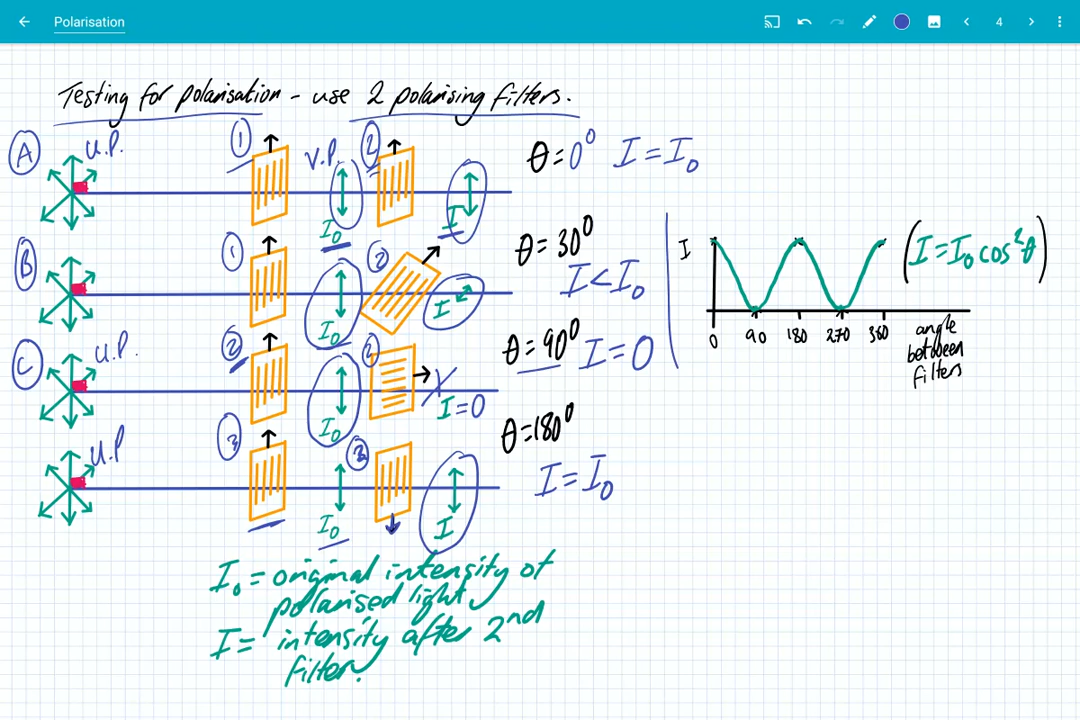 Polarisation
4
Testing for polarisation - use 2 polarising filters.
A U.P. 1 V.P. 2 θ = 0° I = I₀
I₀ I
B 1 2 θ = 30° I < I₀
I₀ I
C U.P. 2 2 θ = 90° I = 0
I₀ I = 0
U.P 3 3 θ = 180° I = I₀
I₀ I
I₀ = original intensity of
polarised light
I = intensity after 2nd
filter.
I (I = I₀ cos²θ)
0 90 180 270 360 angle
between
filters